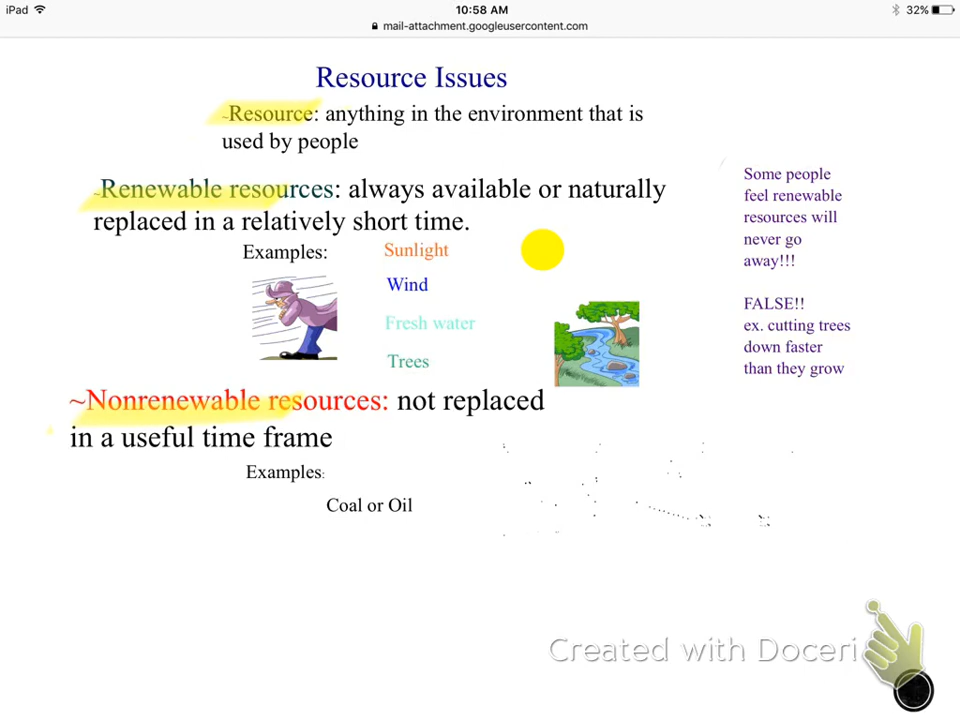 iPad
10:58 AM
32%
mail-attachment.googleusercontent.com
Resource Issues
~Resource: anything in the environment that is
used by people
~Renewable resources: always available or naturally
replaced in a relatively short time.
Examples:
Sunlight
Wind
Fresh water
Trees
Some people
feel renewable
resources will
never go
away!!!
FALSE!!
ex. cutting trees
down faster
than they grow
~Nonrenewable resources: not replaced
in a useful time frame
Examples:
Coal or Oil
Created with Doceri